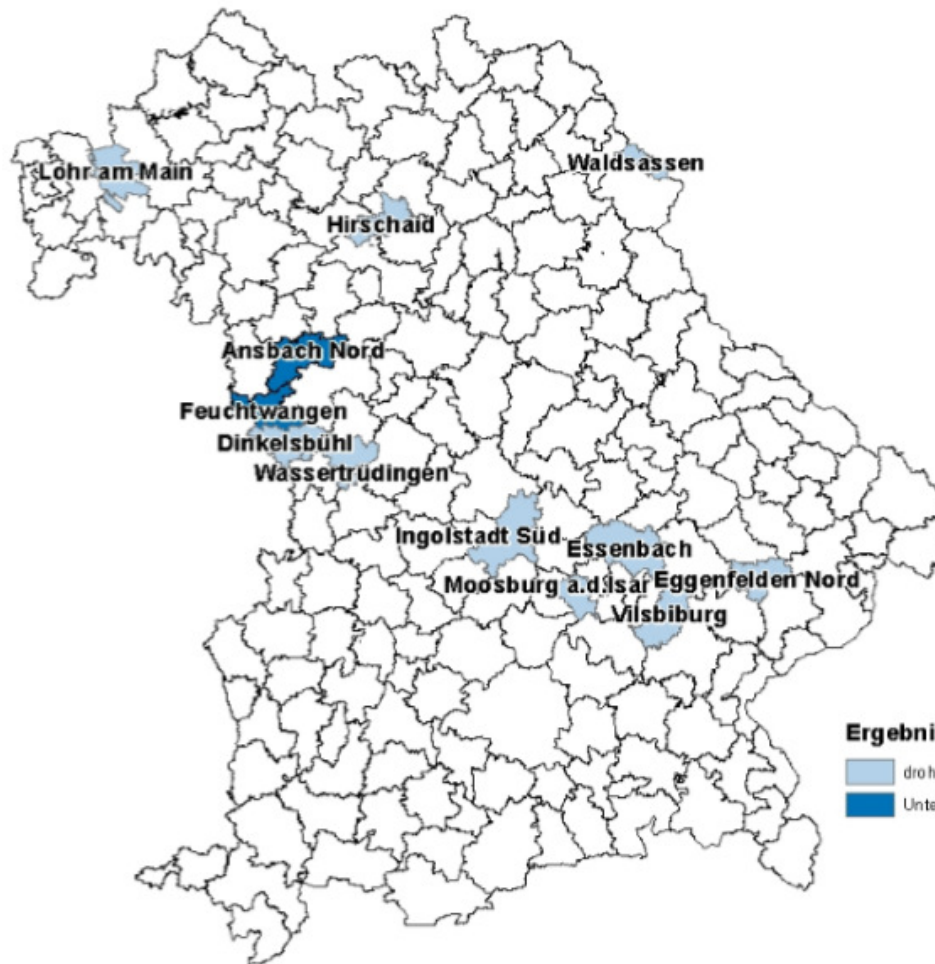 Waldsassen
Lohr am Main
Hirschaid
Ansbach Nord
Feuchtwangen
Dinkelsbühl
Wassertrüdingen
Ingolstadt Süd
Essenbach
Moosburg a.d.Isar
Eggenfelden Nord
Vilsbiburg
Ergebni
droh
Unte